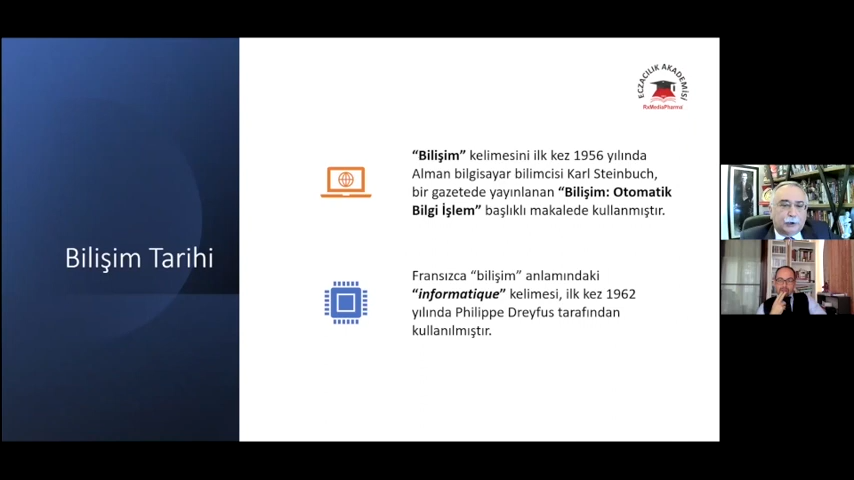 ECZACILIK AKADEMİSİ
RxMediaPharma
“Bilişim” kelimesini ilk kez 1956 yılında
Alman bilgisayar bilimcisi Karl Steinbuch,
bir gazetede yayınlanan “Bilişim: Otomatik
Bilgi İşlem” başlıklı makalede kullanmıştır.
Bilişim Tarihi
Fransızca “bilişim” anlamındaki
“informatique” kelimesi, ilk kez 1962
yılında Philippe Dreyfus tarafından
kullanılmıştır.